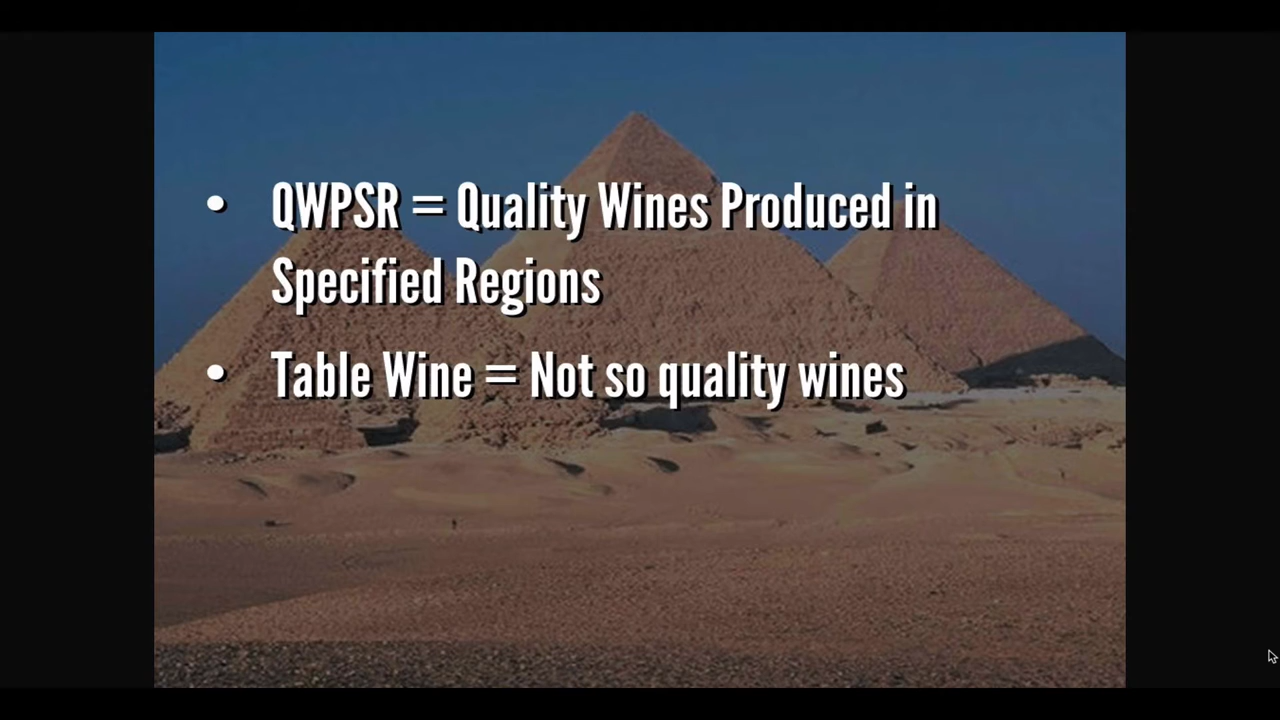 • QWPSR = Quality Wines Produced in
Specified Regions
• Table Wine = Not so quality wines